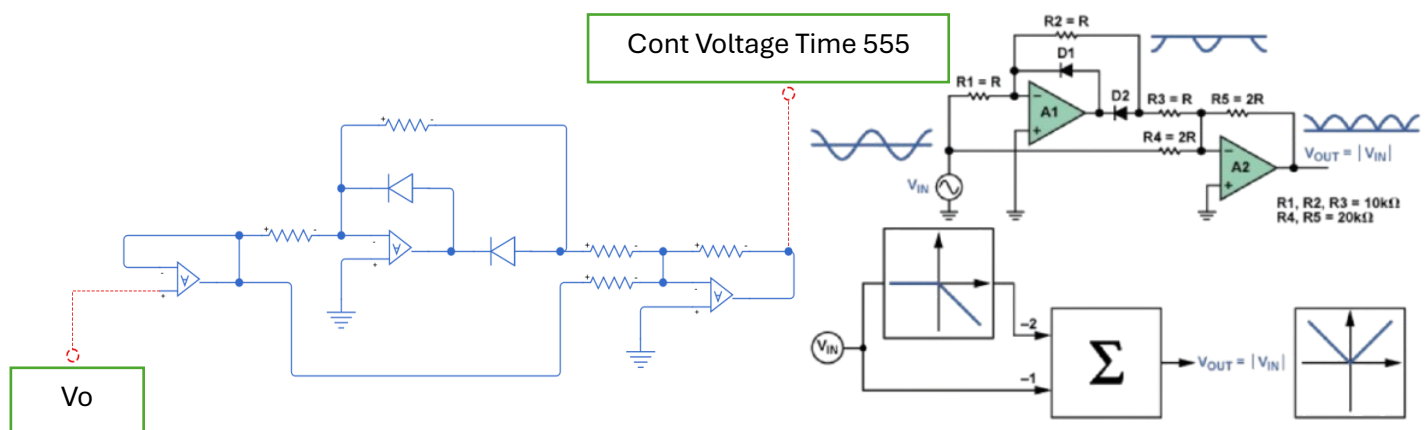 Cont Voltage Time 555
Vo
+ -
+ -
- +
- +
+ -
+ -
- +
A
A
A
R2 = R
D1
R1 = R
−
A1
+
D2
R3 = R
R5 = 2R
R4 = 2R
−
A2
+
VIN
VOUT = |VIN|
R1, R2, R3 = 10kΩ
R4, R5 = 20kΩ
VIN
–2
–1
Σ
VOUT = |VIN|